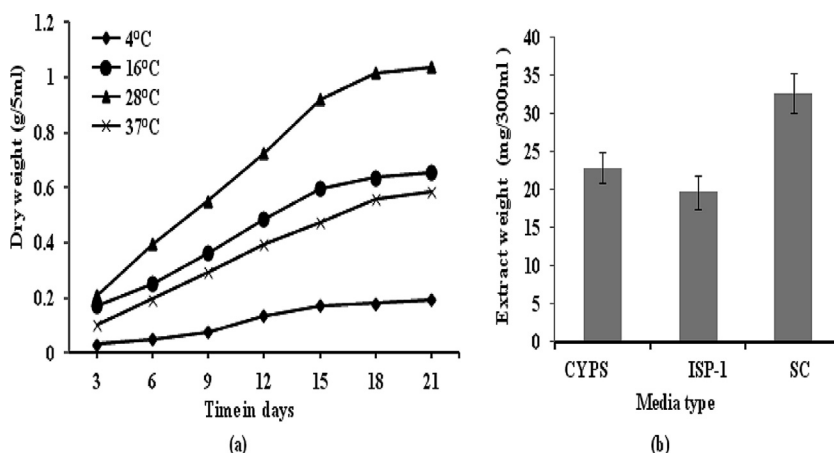 1.2
1
0.8
0.6
0.4
0.2
0
Dry weight (g/5ml)
4ºC
16ºC
28ºC
37ºC
3 6 9 12 15 18 21
Time in days
(a)
40
35
30
25
20
15
10
5
0
Extract weight (mg/300ml)
CYPS ISP-1 SC
Media type
(b)